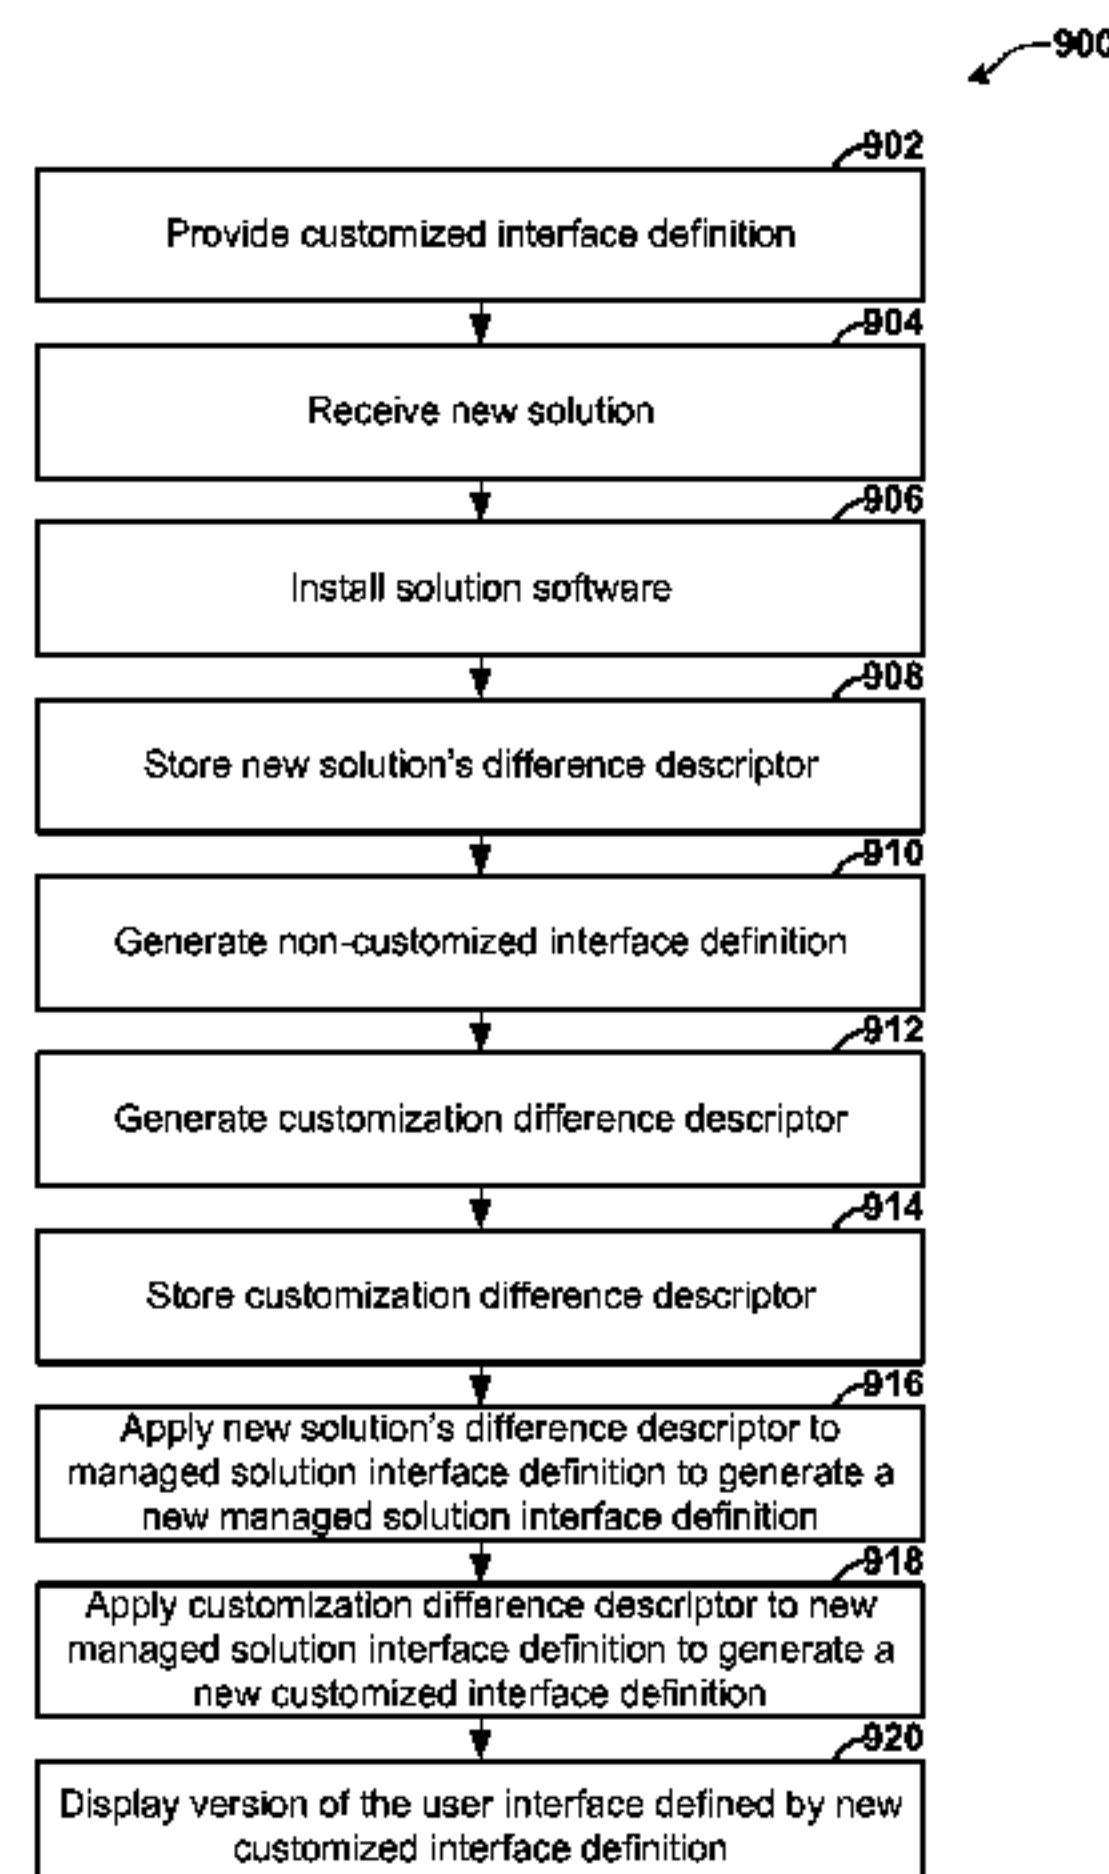 900
902
Provide customized interface definition
904
Receive new solution
906
Install solution software
908
Store new solution's difference descriptor
910
Generate non-customized interface definition
912
Generate customization difference descriptor
914
Store customization difference descriptor
916
Apply new solution's difference descriptor to
managed solution interface definition to generate a
new managed solution interface definition
918
Apply customization difference descriptor to new
managed solution interface definition to generate a
new customized interface definition
920
Display version of the user interface defined by new
customized interface definition